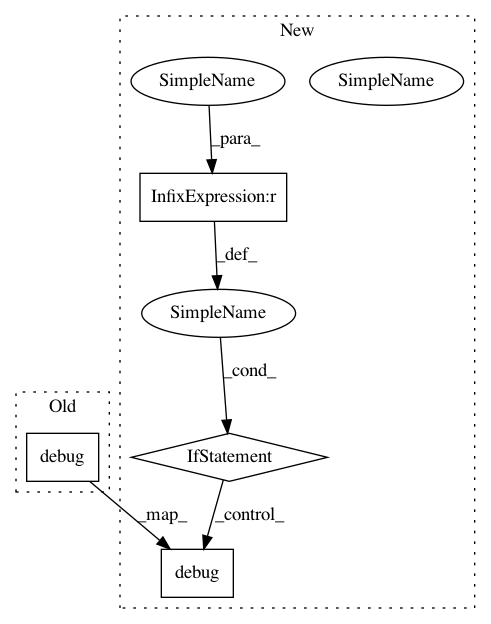 New
SimpleName
SimpleName
_para_
InfixExpression:r
_def_
SimpleName
_cond_
Old
debug
IfStatement
_map_
_control_
debug